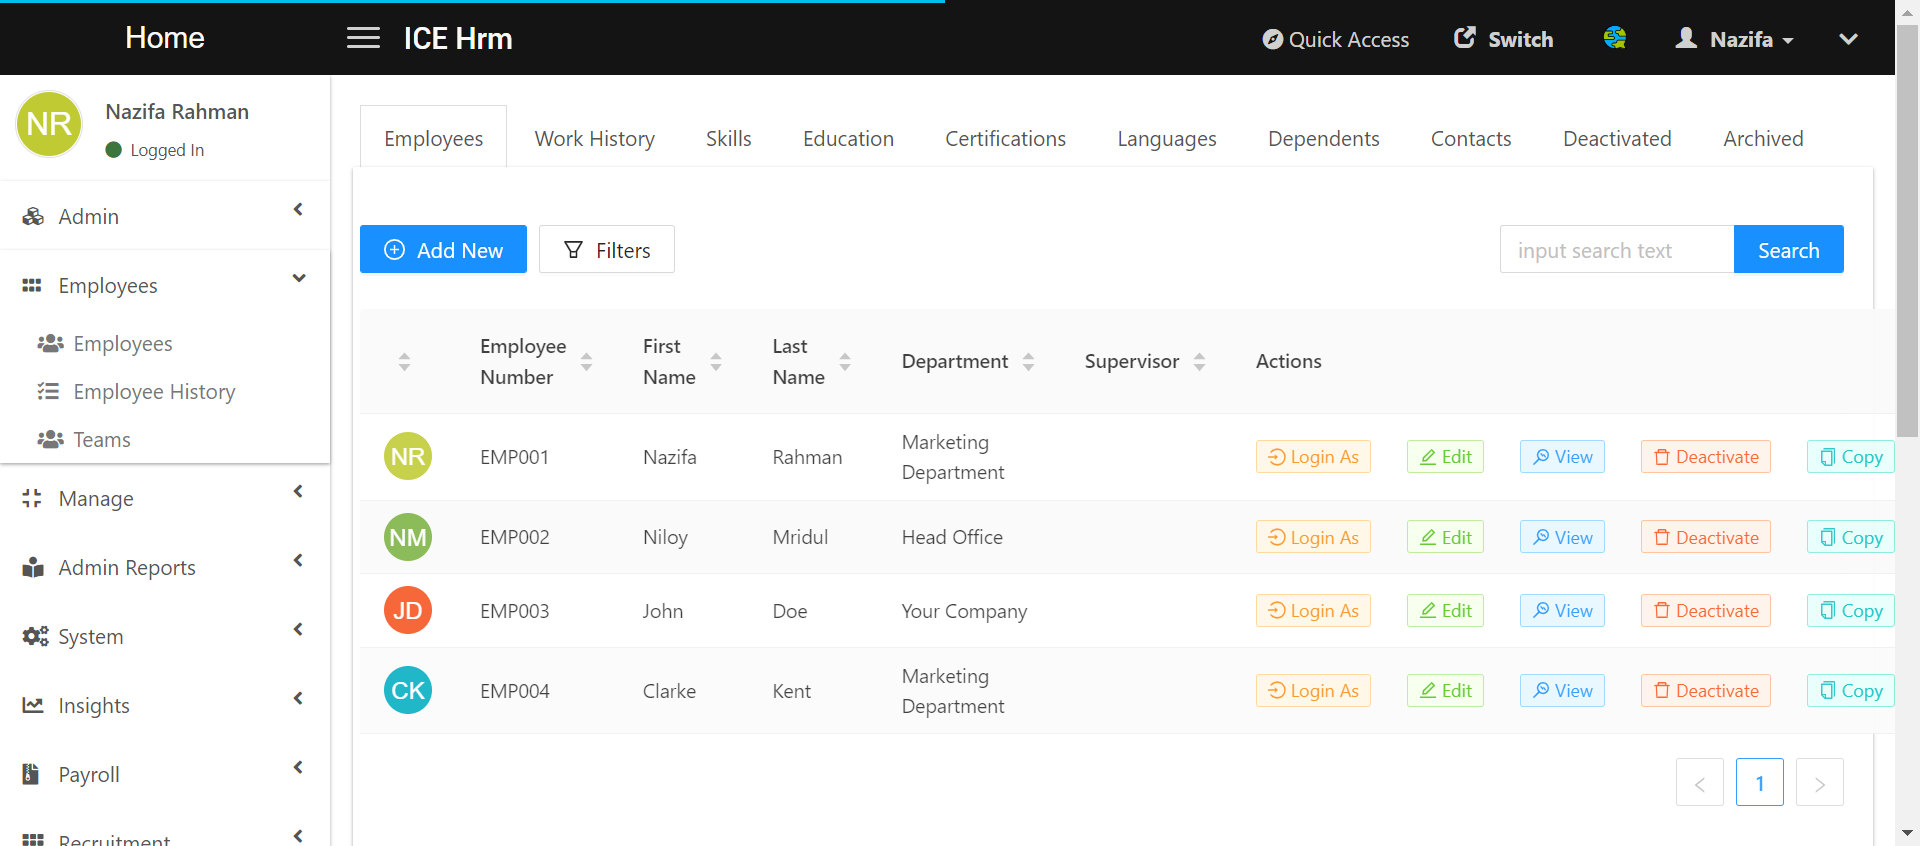 Home
ICE Hrm
Quick Access
Switch
Nazifa
NR
Nazifa Rahman
Logged In
Admin
Employees
Employees
Employee History
Teams
Manage
Admin Reports
System
Insights
Payroll
Recruitment
Employees Work History Skills Education Certifications Languages Dependents Contacts Deactivated Archived
Add New Filters input search text Search
Employee Number First Name Last Name Department Supervisor Actions
NR EMP001 Nazifa Rahman Marketing Department Login As Edit View Deactivate Copy
NM EMP002 Niloy Mridul Head Office Login As Edit View Deactivate Copy
JD EMP003 John Doe Your Company Login As Edit View Deactivate Copy
CK EMP004 Clarke Kent Marketing Department Login As Edit View Deactivate Copy
< 1 >